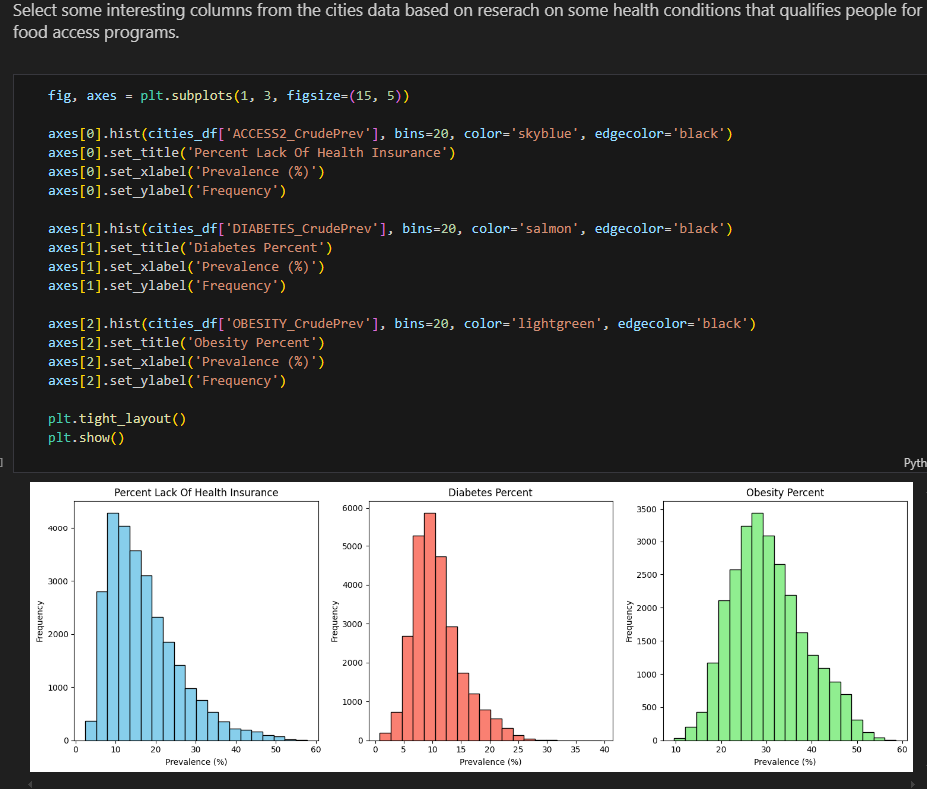 Select some interesting columns from the cities data based on reserach on some health conditions that qualifies people for
food access programs.
fig, axes = plt.subplots(1, 3, figsize=(15, 5))
axes[0].hist(cities_df['ACCESS2_CrudePrev'], bins=20, color='skyblue', edgecolor='black')
axes[0].set_title('Percent Lack Of Health Insurance')
axes[0].set_xlabel('Prevalence (%)')
axes[0].set_ylabel('Frequency')
axes[1].hist(cities_df['DIABETES_CrudePrev'], bins=20, color='salmon', edgecolor='black')
axes[1].set_title('Diabetes Percent')
axes[1].set_xlabel('Prevalence (%)')
axes[1].set_ylabel('Frequency')
axes[2].hist(cities_df['OBESITY_CrudePrev'], bins=20, color='lightgreen', edgecolor='black')
axes[2].set_title('Obesity Percent')
axes[2].set_xlabel('Prevalence (%)')
axes[2].set_ylabel('Frequency')
plt.tight_layout()
plt.show()
]
Pyth
Percent Lack Of Health Insurance
4000
3000
2000
1000
0
Frequency
0 10 20 30 40 50 60
Prevalence (%)
Diabetes Percent
6000
5000
4000
3000
2000
1000
0
Frequency
0 5 10 15 20 25 30 35 40
Prevalence (%)
Obesity Percent
3500
3000
2500
2000
1500
1000
500
0
Frequency
10 20 30 40 50 60
Prevalence (%)